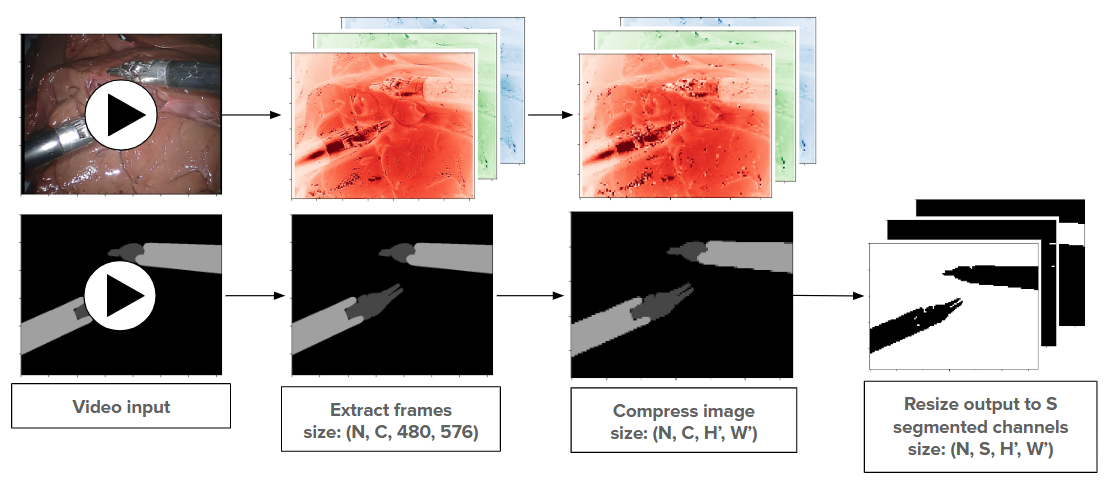 Video input
Extract frames
size: (N, C, 480, 576)
Compress image
size: (N, C, H’, W’)
Resize output to S
segmented channels
size: (N, S, H’, W’)